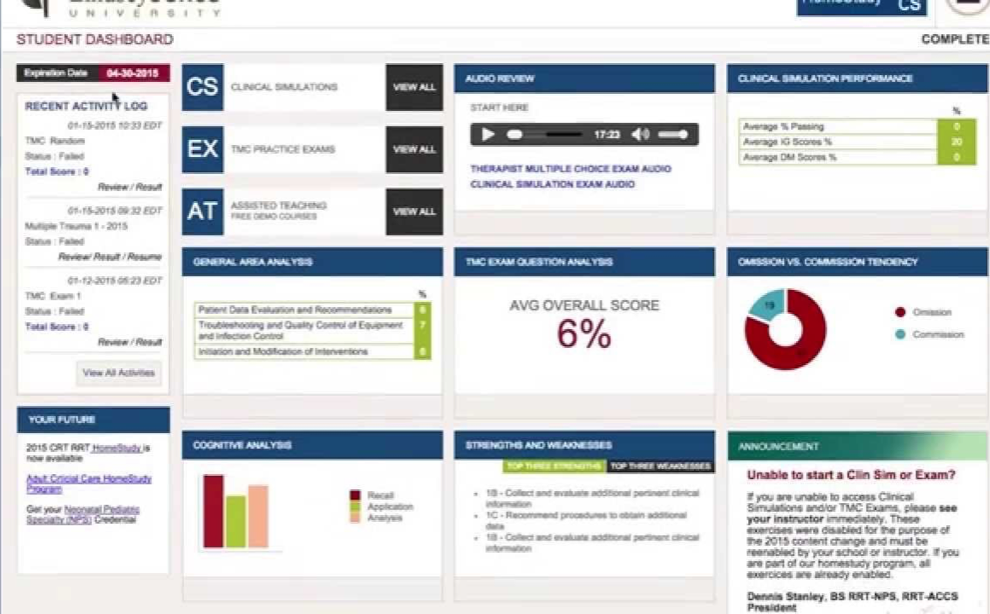 UNIVERSITY
CS
STUDENT DASHBOARD
COMPLETE
Expiration Date 04-30-2015
RECENT ACTIVITY LOG
01-15-2015 10:33 EDT
TMC Random
Status : Failed
Total Score : 0
Review / Result
01-15-2015 09:32 EDT
Multiple Trauma 1 - 2015
Status : Failed
Review/ Result / Resume
01-12-2015 05:23 EDT
TMC Exam 1
Status : Failed
Total Score : 0
Review / Result
View All Activities
YOUR FUTURE
2015 CRT RRT HomeStudy is
now available
Adult Critical Care HomeStudy
Program
Get your Neonatal Pediatric
Specialty (NPS) Credential
CS CLINICAL SIMULATIONS VIEW ALL
EX TMC PRACTICE EXAMS VIEW ALL
AT ASSISTED TEACHING
FREE DEMO COURSES VIEW ALL
AUDIO REVIEW
START HERE
17:23
THERAPIST MULTIPLE CHOICE EXAM AUDIO
CLINICAL SIMULATION EXAM AUDIO
CLINICAL SIMULATION PERFORMANCE
%
Average % Passing 0
Average IG Scores % 20
Average DM Scores % 0
GENERAL AREA ANALYSIS
%
Patient Data Evaluation and Recommendations
Troubleshooting and Quality Control of Equipment 7
and Infection Control
Initiation and Modification of Interventions
TMC EXAM QUESTION ANALYSIS
AVG OVERALL SCORE
6%
OMISSION VS. COMMISSION TENDENCY
19
Omission
Commission
COGNITIVE ANALYSIS
Recall
Application
Analysis
STRENGTHS AND WEAKNESSES
TOP THREE STRENGTHS TOP THREE WEAKNESSES
• 1B - Collect and evaluate additional pertinent clinical
information
• 1C - Recommend procedures to obtain additional
data
• 1B - Collect and evaluate additional pertinent clinical
information
ANNOUNCEMENT
Unable to start a Clin Sim or Exam?
If you are unable to access Clinical
Simulations and/or TMC Exams, please see
your instructor immediately. These
exercises were disabled for the purpose of
the 2015 content change and must be
reenabled by your school or instructor. If you
are part of our homestudy program, all
exercices are already enabled.
Dennis Stanley, BS RRT-NPS, RRT-ACCS
President